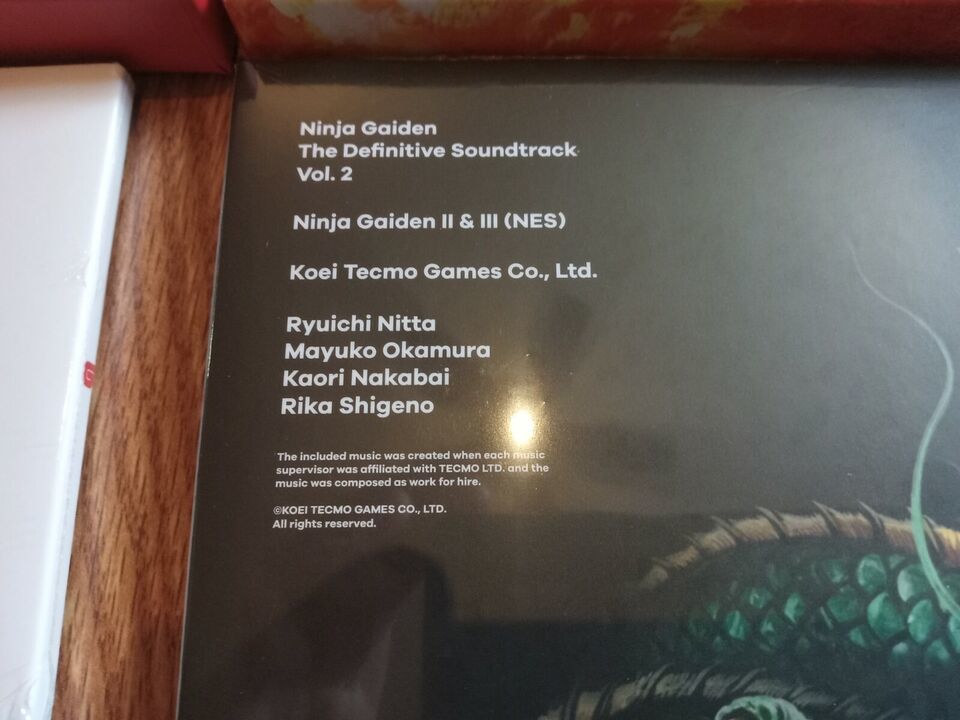 Ninja Gaiden
The Definitive Soundtrack
Vol. 2
Ninja Gaiden II & III (NES)
Koei Tecmo Games Co., Ltd.
Ryuichi Nitta
Mayuko Okamura
Kaori Nakabai
Rika Shigeno
The included music was created when each music
supervisor was affiliated with TECMO LTD. and the
music was composed as work for hire.
©KOEI TECMO GAMES CO., LTD.
All rights reserved.